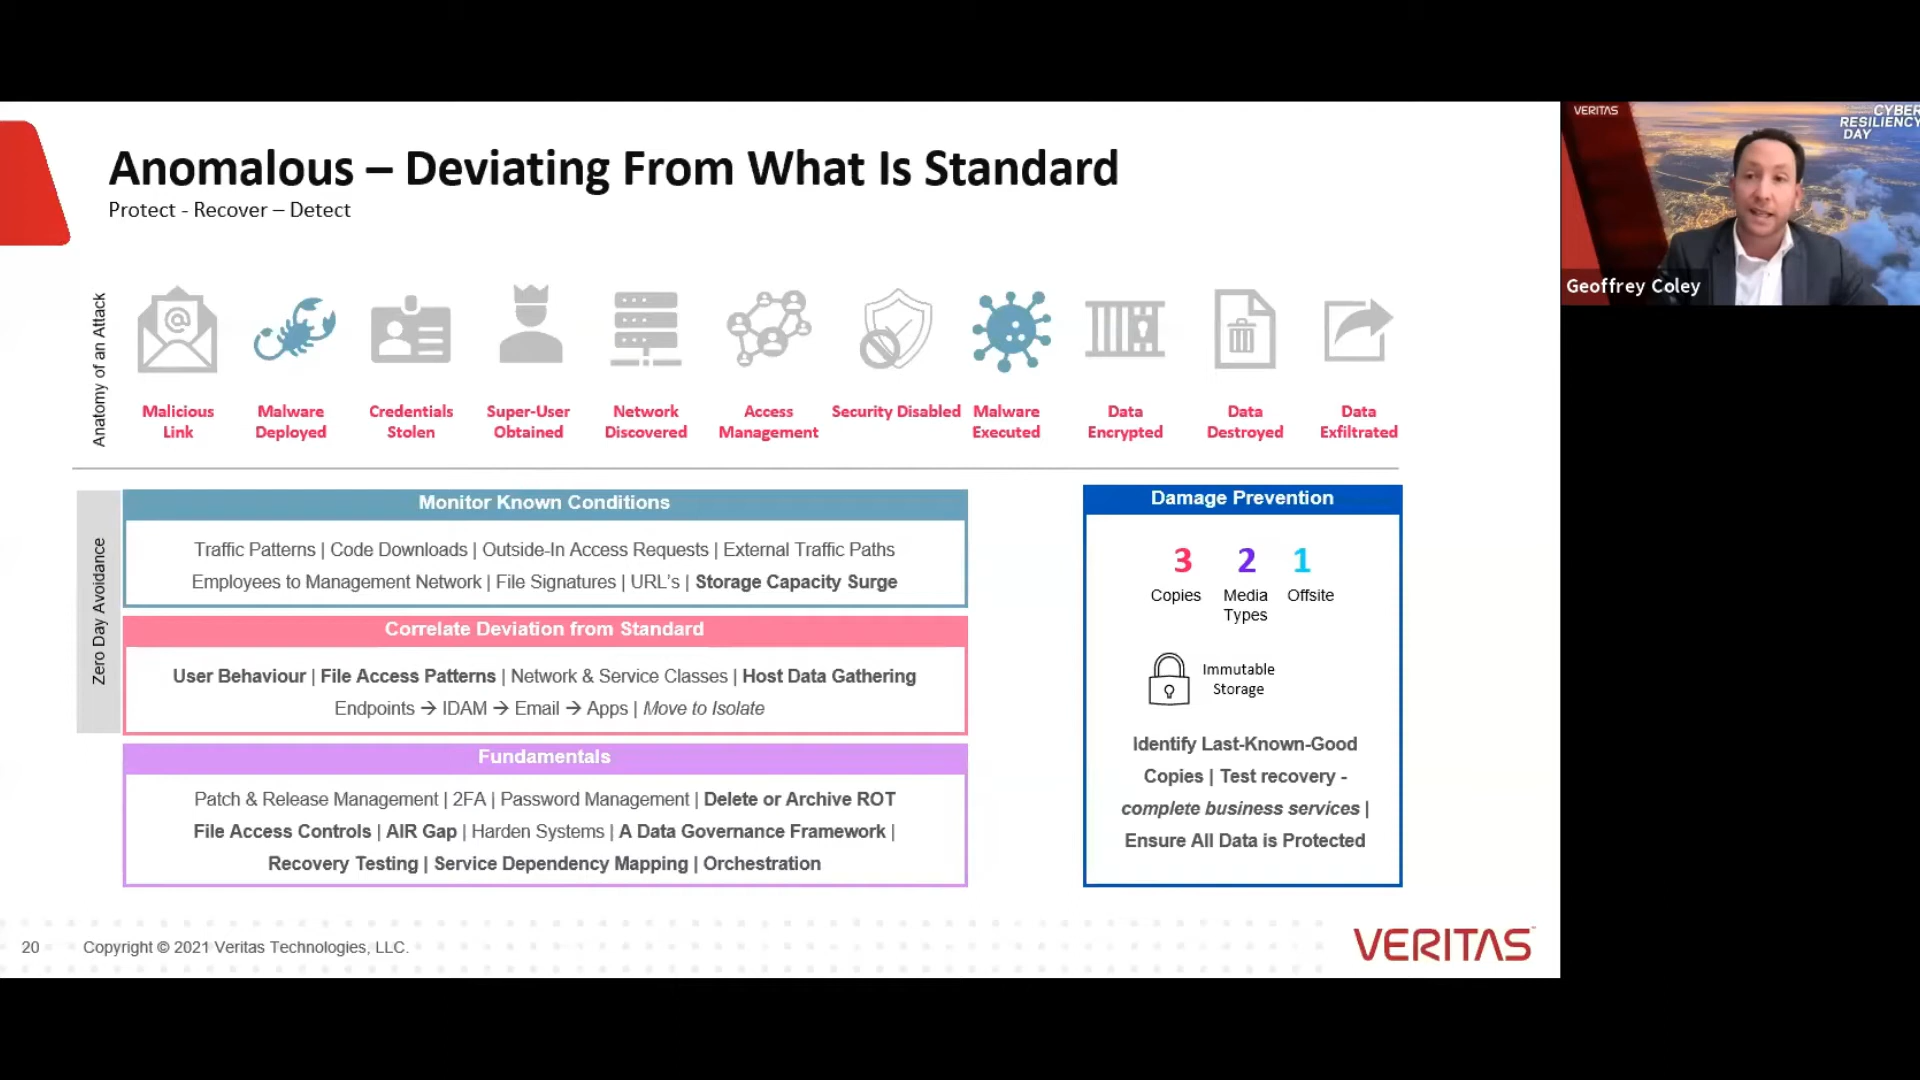 Anomalous – Deviating From What Is Standard
Protect - Recover – Detect
Anatomy of an Attack
Malicious
Link
Malware
Deployed
Credentials
Stolen
Super-User
Obtained
Network
Discovered
Access
Management
Security Disabled
Malware
Executed
Data
Encrypted
Data
Destroyed
Data
Exfiltrated
Zero Day Avoidance
Monitor Known Conditions
Traffic Patterns | Code Downloads | Outside-In Access Requests | External Traffic Paths
Employees to Management Network | File Signatures | URL's | Storage Capacity Surge
Correlate Deviation from Standard
User Behaviour | File Access Patterns | Network & Service Classes | Host Data Gathering
Endpoints → IDAM → Email → Apps | Move to Isolate
Fundamentals
Patch & Release Management | 2FA | Password Management | Delete or Archive ROT
File Access Controls | AIR Gap | Harden Systems | A Data Governance Framework |
Recovery Testing | Service Dependency Mapping | Orchestration
Damage Prevention
3 2 1
Copies Media Offsite
Types
Immutable
Storage
Identify Last-Known-Good
Copies | Test recovery -
complete business services |
Ensure All Data is Protected
20 Copyright © 2021 Veritas Technologies, LLC.
VERITAS
VERITAS
CYBER
RESILIENCY
DAY
Geoffrey Coley